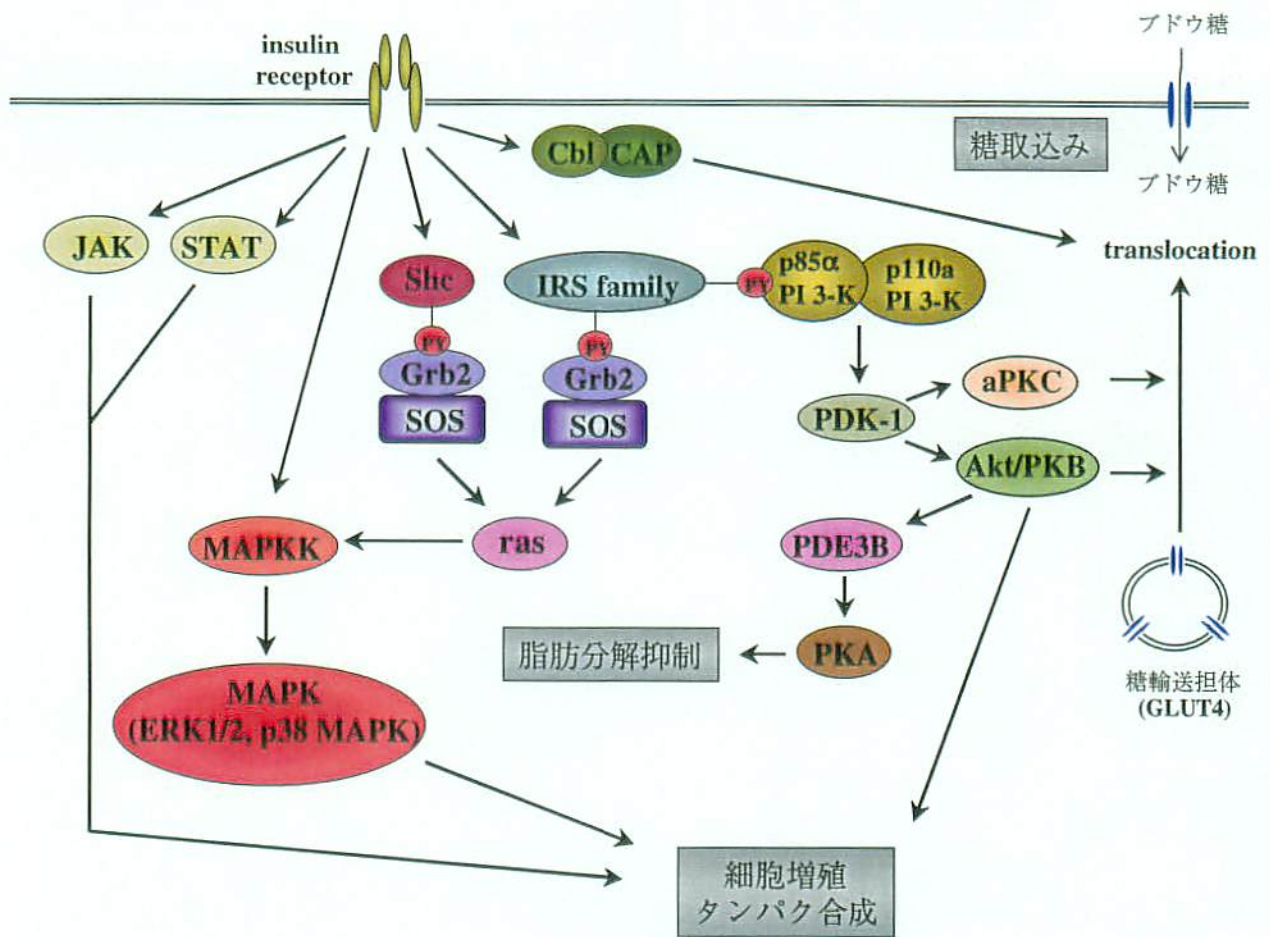 ブドウ糖
insulin
receptor
糖取込み
Cbl CAP
ブドウ糖
JAK
STAT
translocation
Shc
IRS family
PY
p85α
PI 3-K
p110a
PI 3-K
PY
PY
Grb2
Grb2
SOS
SOS
aPKC
PDK-1
Akt/PKB
MAPKK
ras
PDE3B
脂肪分解抑制
PKA
糖輸送担体
(GLUT4)
MAPK
(ERK1/2, p38 MAPK)
細胞増殖
タンパク合成